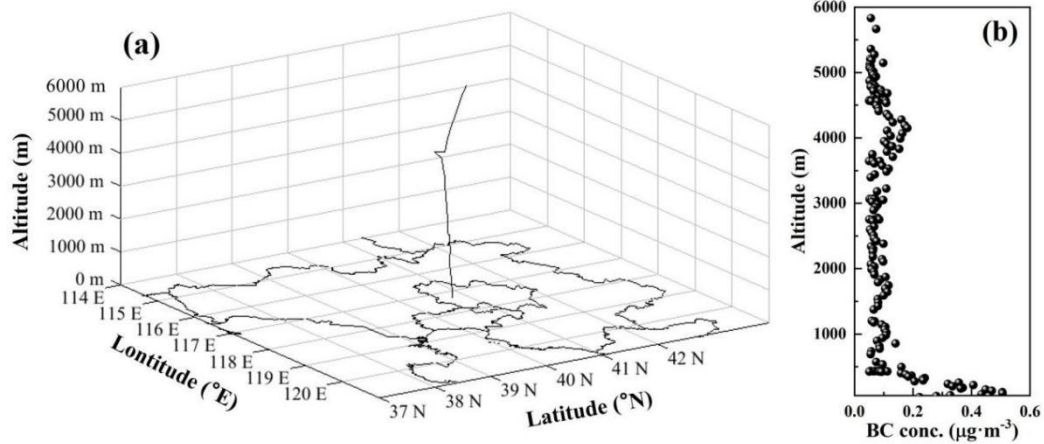 (a)
6000 m
5000 m
4000 m
3000 m
2000 m
1000 m
0 m
Altitude (m)
114 E
115 E
116 E
117 E
118 E
119 E
120 E
Lontitude (°E)
37 N
38 N
39 N
40 N
41 N
42 N
Latitude (°N)
(b)
6000
5000
4000
3000
2000
1000
Altitude (m)
0.0 0.2 0.4 0.6
BC conc. (μg·m-3)